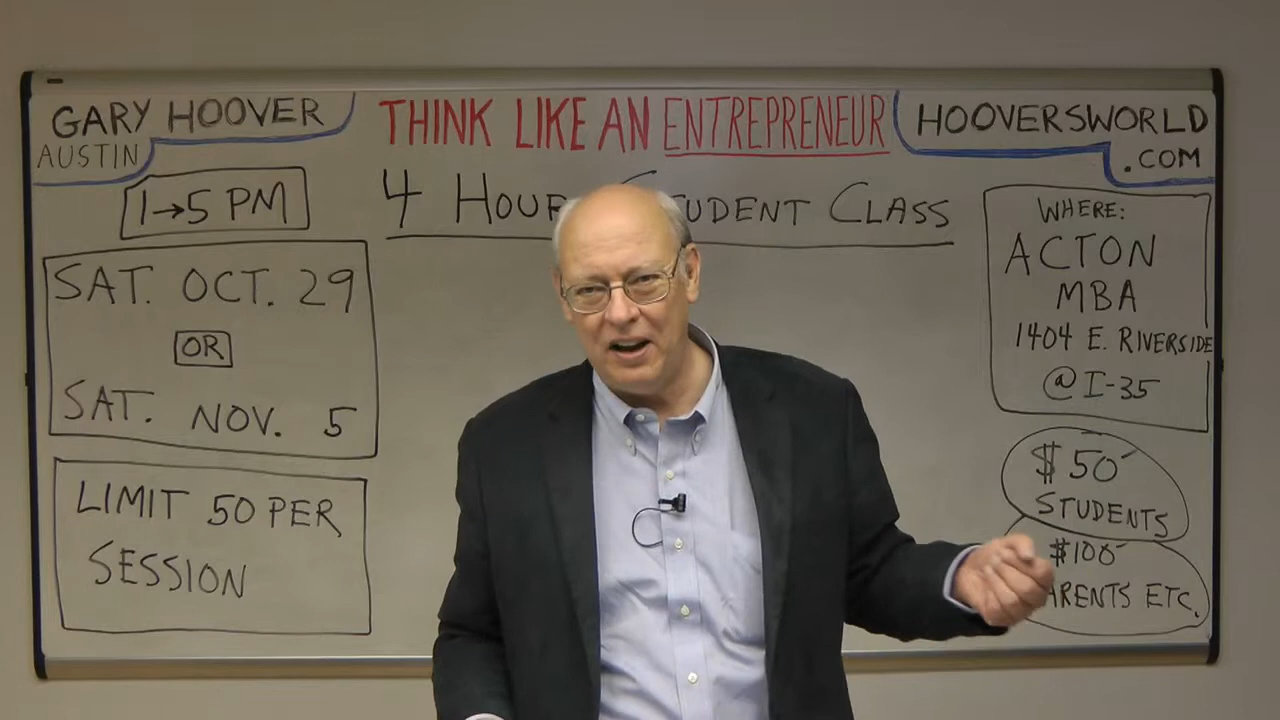 GARY HOOVER
AUSTIN
THINK LIKE AN ENTREPRENEUR
HOOVERSWORLD
.COM
4 HOUR STUDENT CLASS
1→5 PM
SAT. OCT. 29
OR
SAT. NOV. 5
LIMIT 50 PER
SESSION
WHERE:
ACTON
MBA
1404 E. RIVERSIDE
@ I-35
$50
STUDENTS
$100
ARENTS ETC.